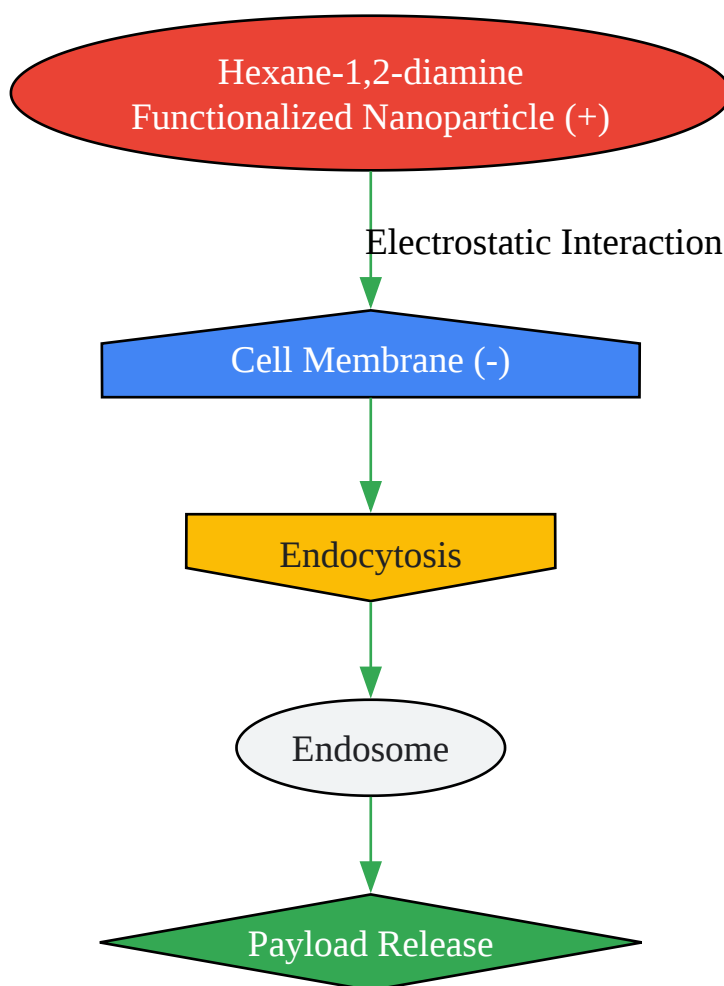 Hexane-1,2-diamine
Functionalized Nanoparticle (+)
Electrostatic Interaction
Cell Membrane (-)
Endocytosis
Endosome
Payload Release